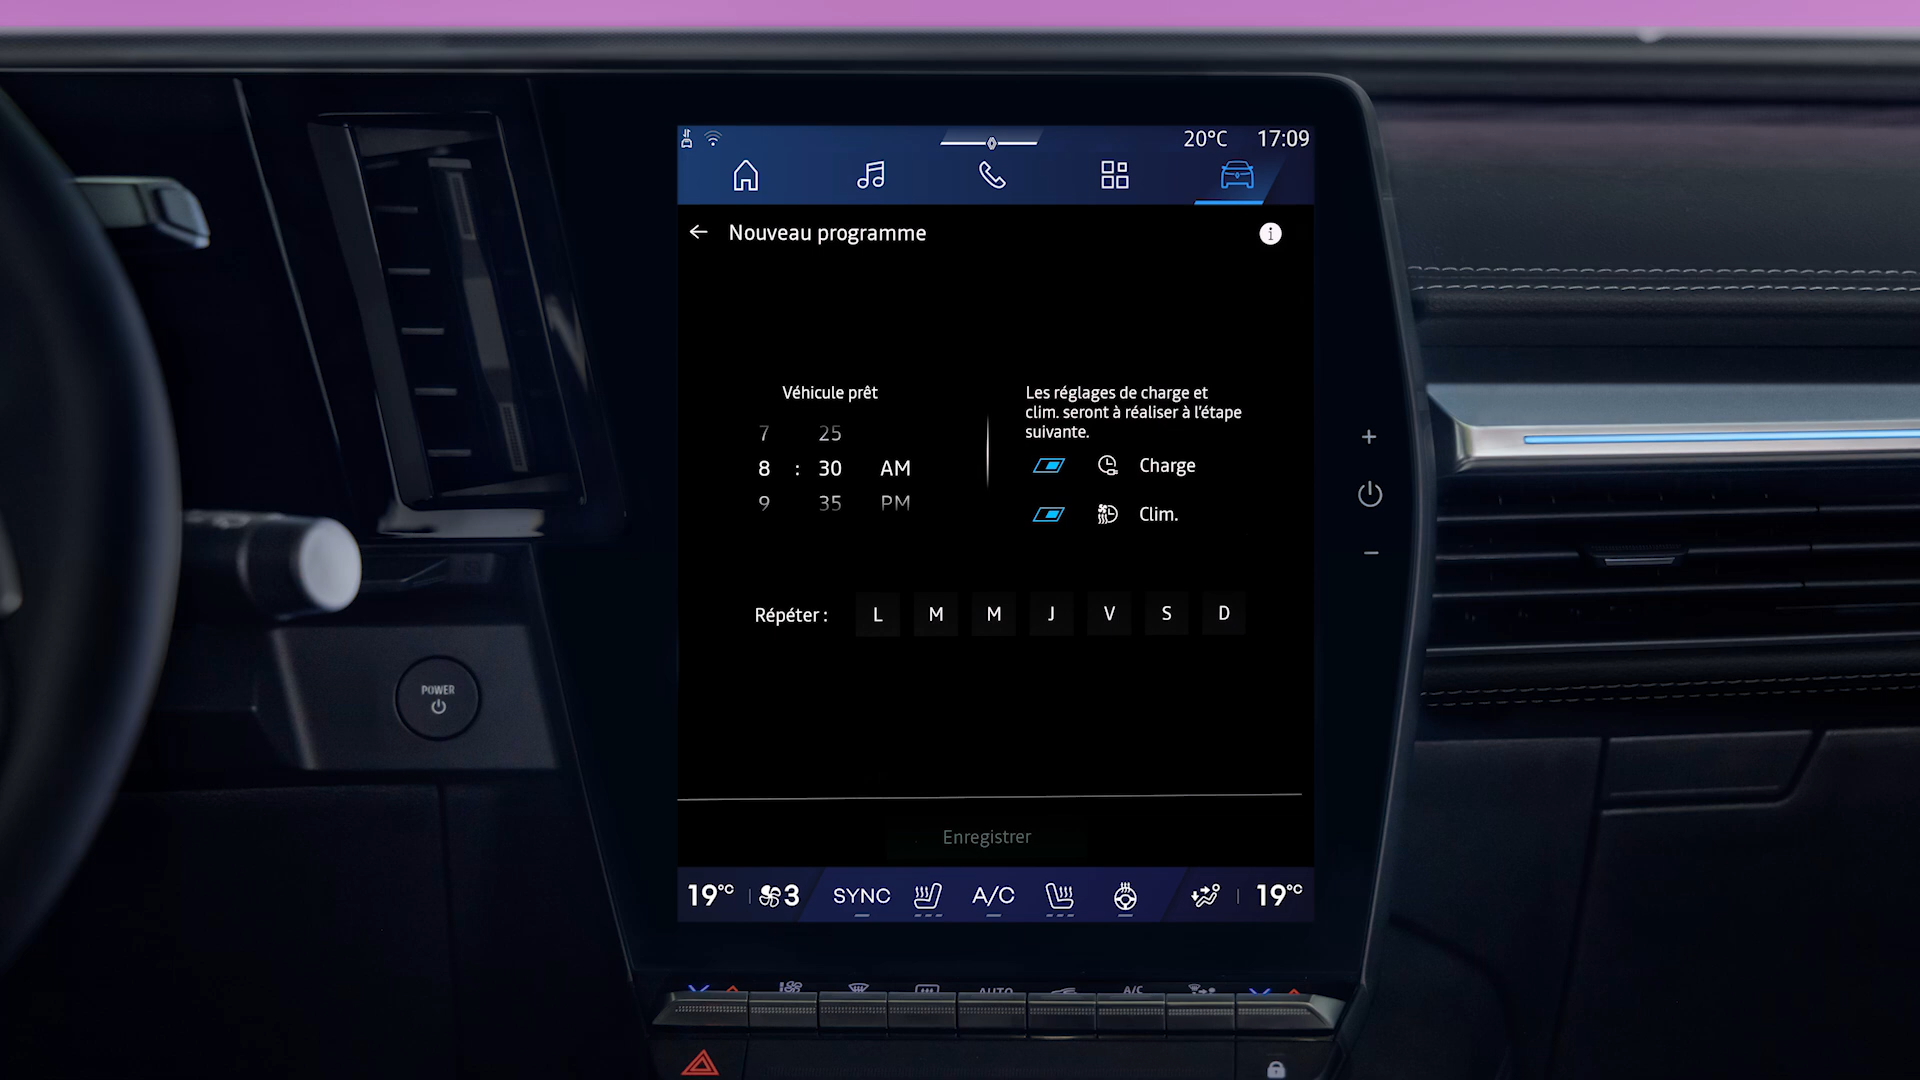 20°C 17:09
Nouveau programme
Véhicule prêt
7 25
8 : 30 AM
9 35 PM
Les réglages de charge et
clim. seront à réaliser à l'étape
suivante.
Charge
Clim.
Répéter : L M M J V S D
Enregistrer
19°C 3 SYNC A/C 19°C
POWER
AUTO A/C